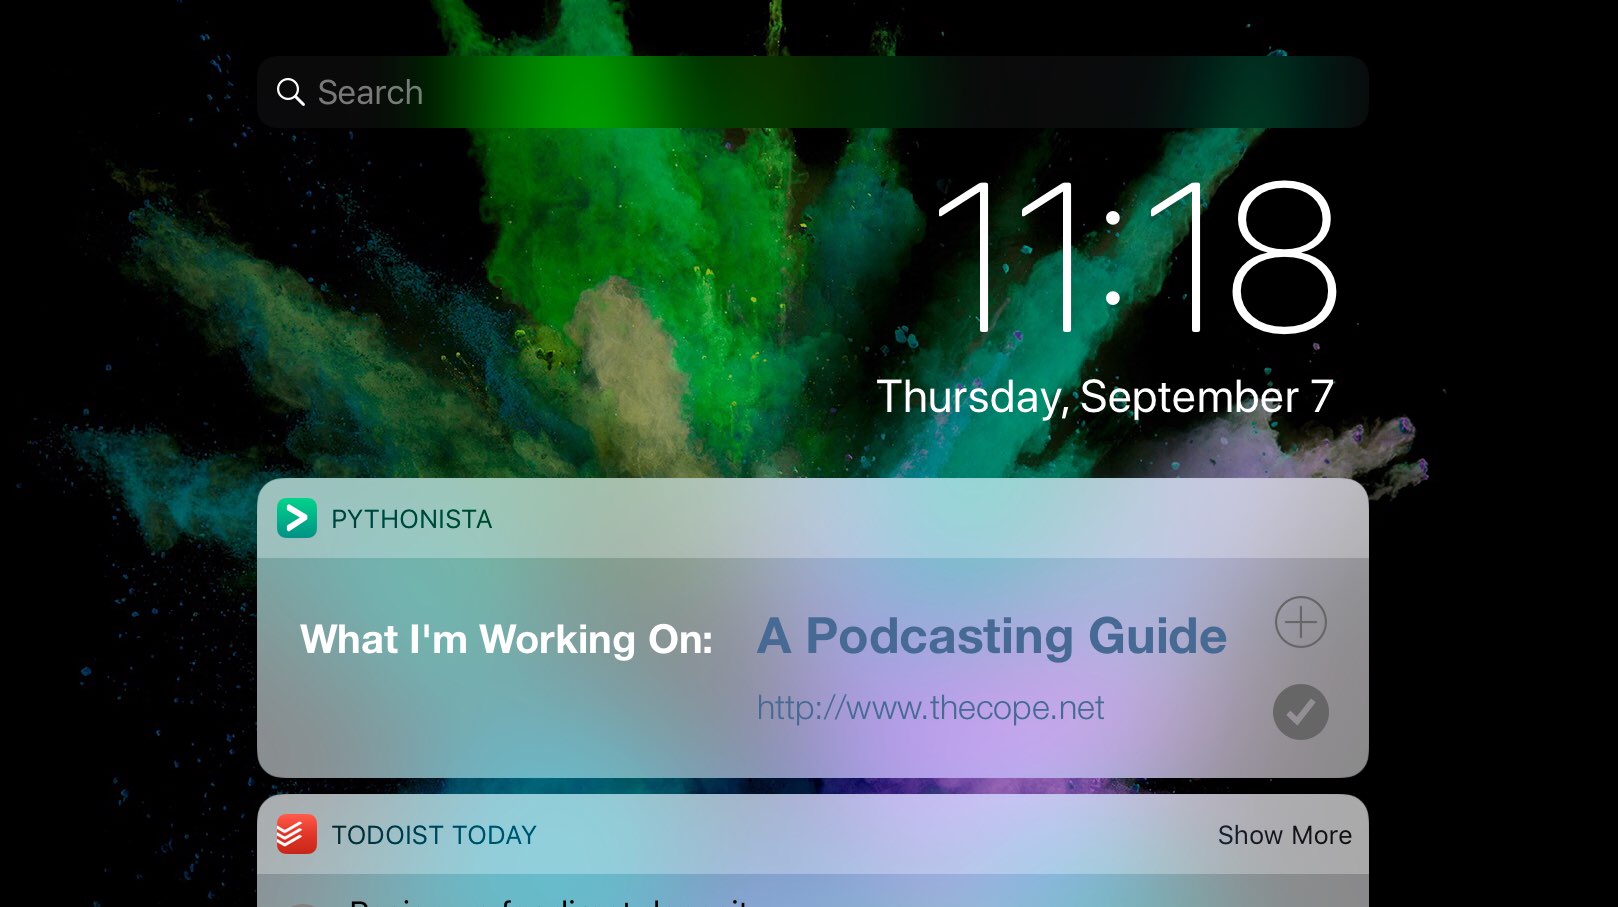 Search
11:18
Thursday, September 7
PYTHONISTA
What I'm Working On: A Podcasting Guide
http://www.thecope.net
TODOIST TODAY Show More